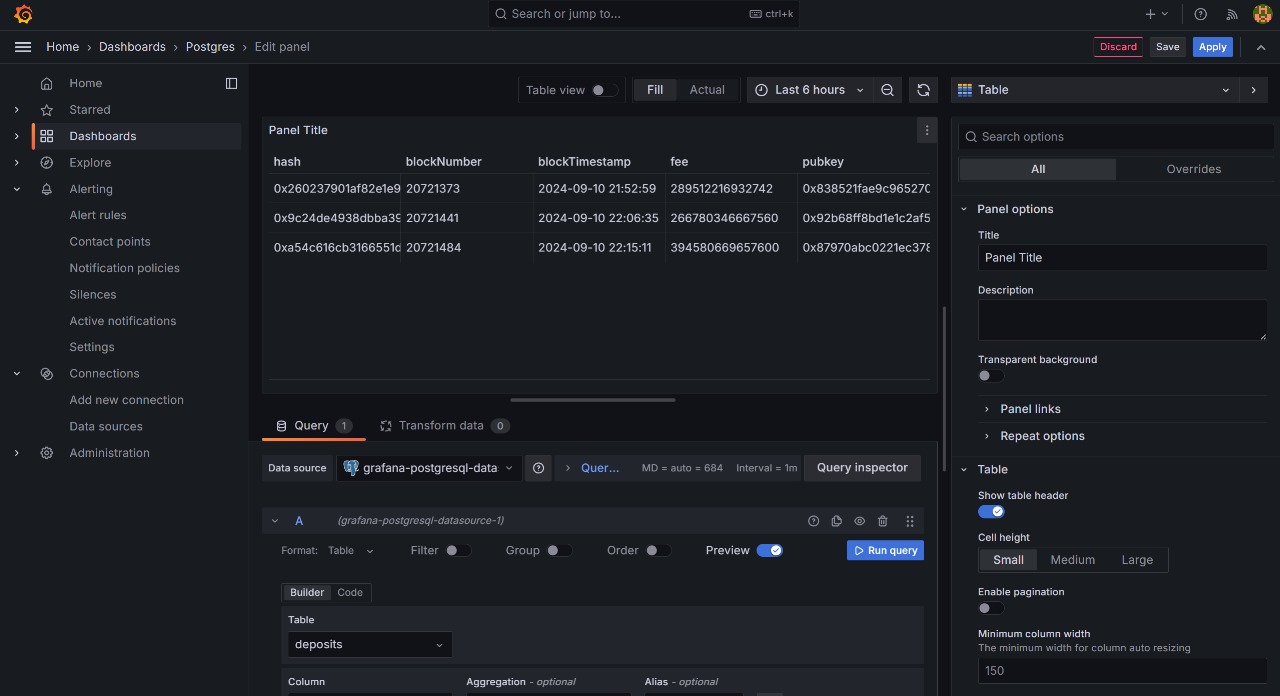 Search or jump to...
ctrl+k
Home › Dashboards › Postgres › Edit panel
Discard
Save
Apply
Home
Starred
Dashboards
Explore
Alerting
Alert rules
Contact points
Notification policies
Silences
Active notifications
Settings
Connections
Add new connection
Data sources
Administration
Table view
Fill
Actual
Last 6 hours
Panel Title
hash blockNumber blockTimestamp fee pubkey
0x260237901af82e1e9 20721373 2024-09-10 21:52:59 289512216932742 0x838521fae9c965270
0x9c24de4938dbba39 20721441 2024-09-10 22:06:35 266780346667560 0x92b68ff8bd1e1c2af5
0xa54c616cb3166551d 20721484 2024-09-10 22:15:11 394580669657600 0x87970abc0221ec378
Query 1
Transform data 0
Data source
grafana-postgresql-data
Quer...
MD = auto = 684
Interval = 1m
Query inspector
A
(grafana-postgresql-datasource-1)
Format: Table
Filter
Group
Order
Preview
Run query
Builder
Code
Table
deposits
Column
Aggregation - optional
Alias - optional
Table
Search options
All
Overrides
Panel options
Title
Panel Title
Description
Transparent background
Panel links
Repeat options
Table
Show table header
Cell height
Small
Medium
Large
Enable pagination
Minimum column width
The minimum width for column auto resizing
150